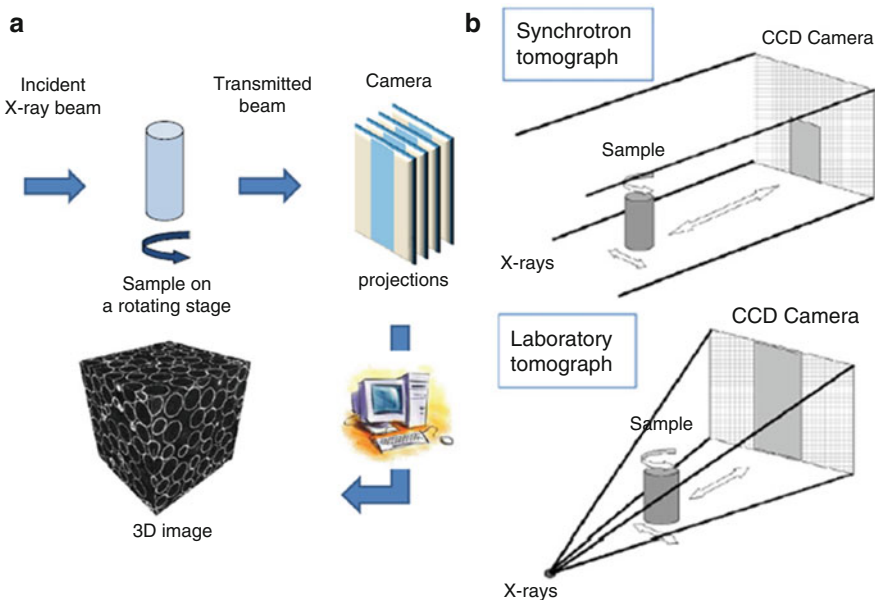 a
Incident
X-ray beam
Transmitted
beam
Camera
Sample on
a rotating stage
projections
3D image
b
Synchrotron
tomograph
CCD Camera
Sample
X-rays
Laboratory
tomograph
CCD Camera
Sample
X-rays